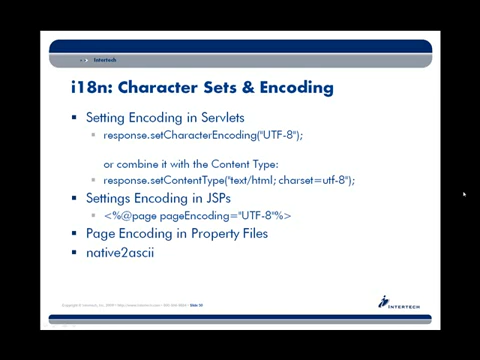 Intertech
i18n: Character Sets & Encoding
Setting Encoding in Servlets
response.setCharacterEncoding("UTF-8");
or combine it with the Content Type:
response.setContentType("text/html; charset=utf-8");
Settings Encoding in JSPs
<%@page pageEncoding="UTF-8"%>
Page Encoding in Property Files
native2ascii
INTERTECH